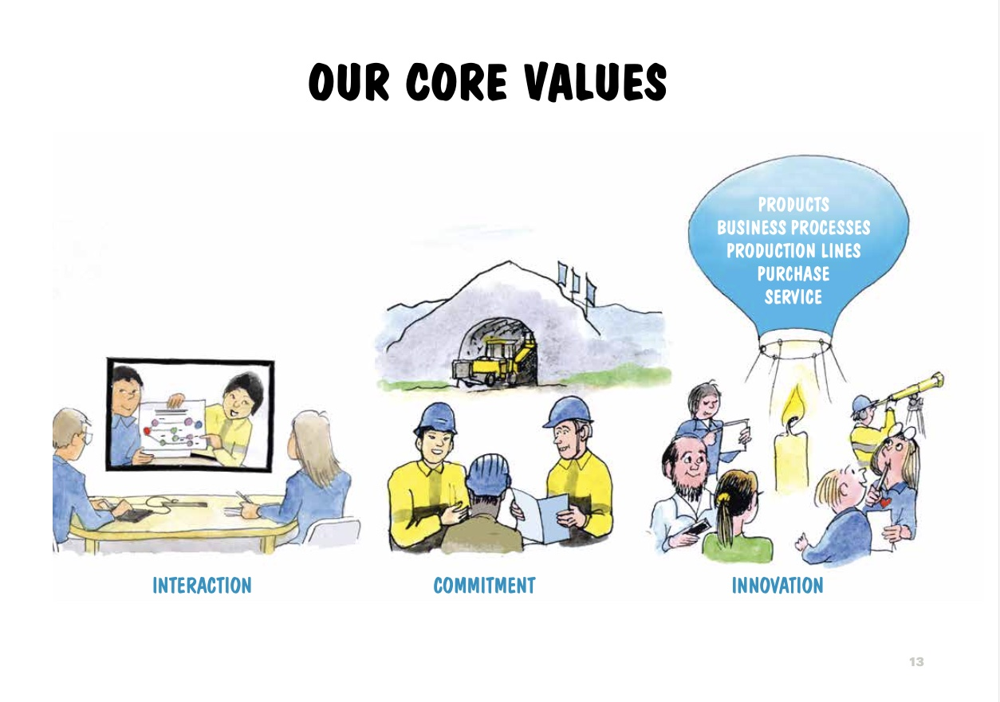 OUR CORE VALUES
PRODUCTS
BUSINESS PROCESSES
PRODUCTION LINES
PURCHASE
SERVICE
INTERACTION
COMMITMENT
INNOVATION
13